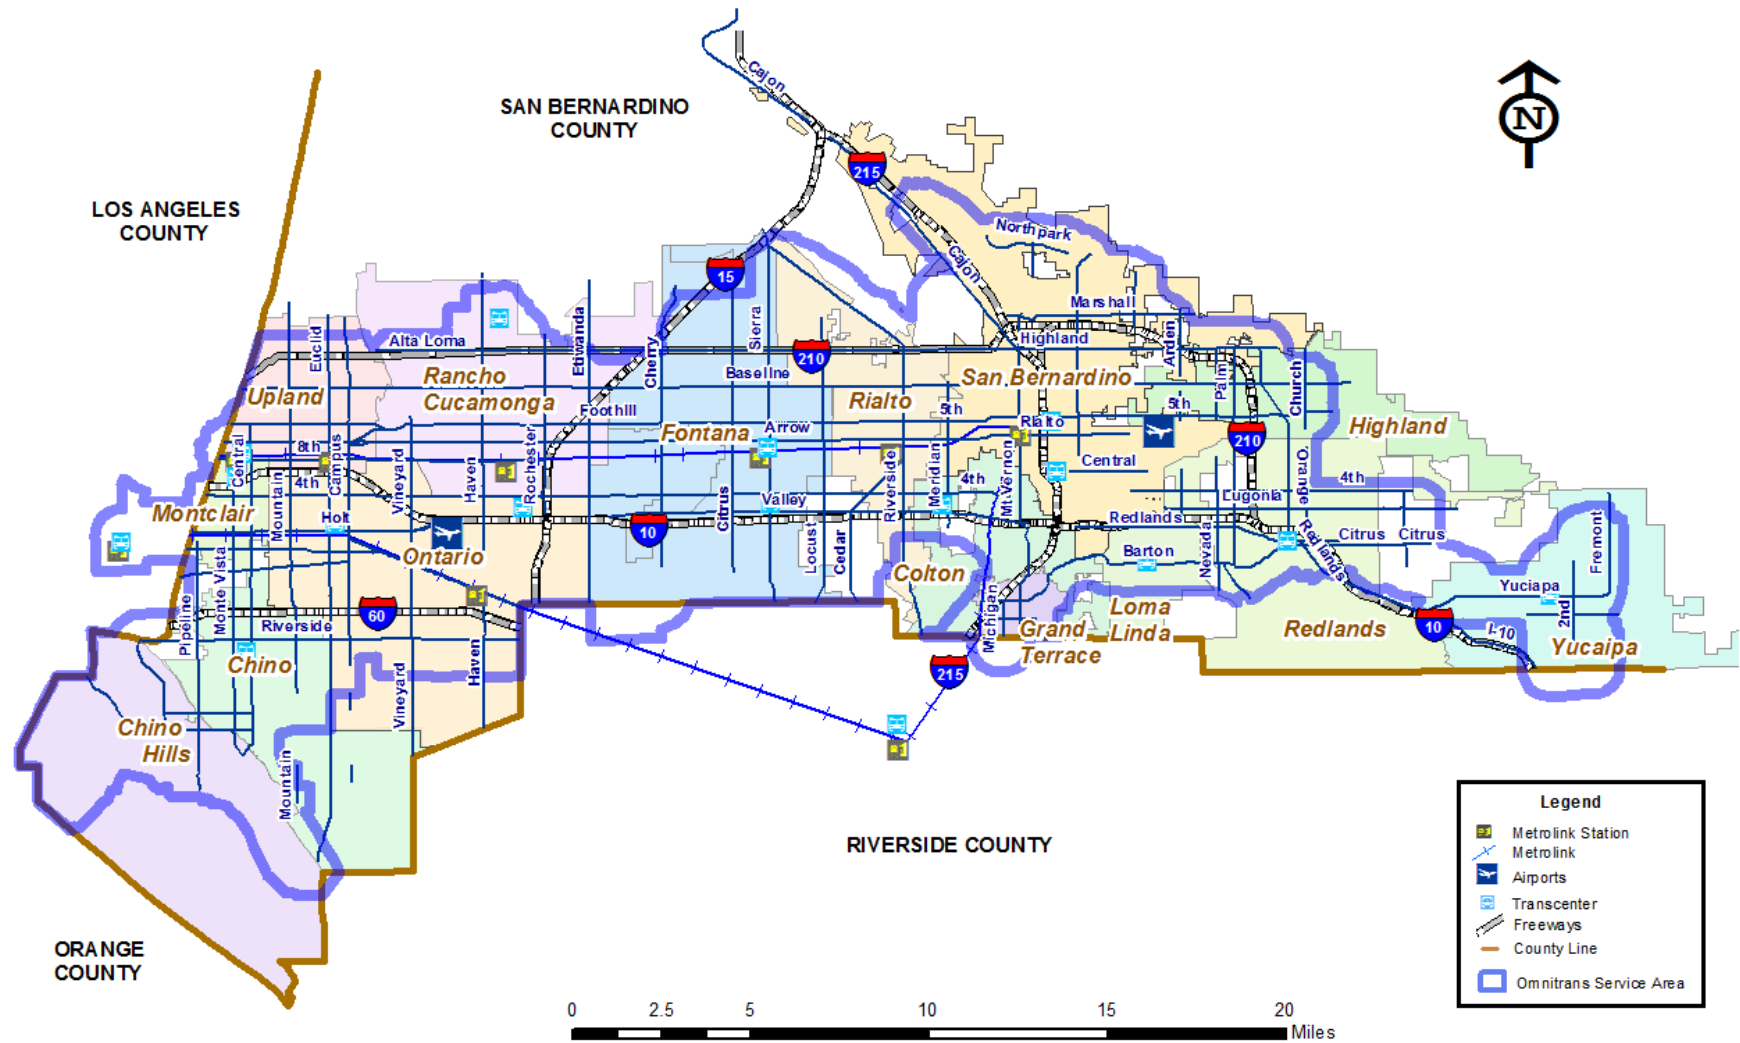 Cajon
SAN BERNARDINO
COUNTY
N
215
LOS ANGELES
COUNTY
Northpark
Cajon
15
Marshall
Sierra
Etiwanda
Euclid
Alta Loma
Cherry
210
Highland
Arden
Baseline
Palm
Church
Upland
Rancho
Cucamonga
San Bernardino
Rialto
Foothill
5th
5th
Fontana
Arrow
Rialto
Highland
210
8th
Central
Campus
Vineyard
Haven
Rochester
Riverside
Meridian
Mt Vernon
Central
Orange
4th
Mountain
4th
4th
Montclair
Holt
Citrus
Valley
Lugonia
Redlands
10
Ontario
Locust
Cedar
Nevada
Redlands
Citrus
Citrus
Fremont
Monte Vista
Barton
Colton
Yuciapa
2nd
Pipeline
60
Riverside
Michigan
Loma
Linda
Grand
Terrace
Redlands
10
I-10
Yucaipa
Chino
Haven
Vineyard
215
Chino
Hills
Mountain
RIVERSIDE COUNTY
ORANGE
COUNTY
Legend
Metrolink Station
Metrolink
Airports
Transcenter
Freeways
County Line
Omnitrans Service Area
0 2.5 5 10 15 20
Miles